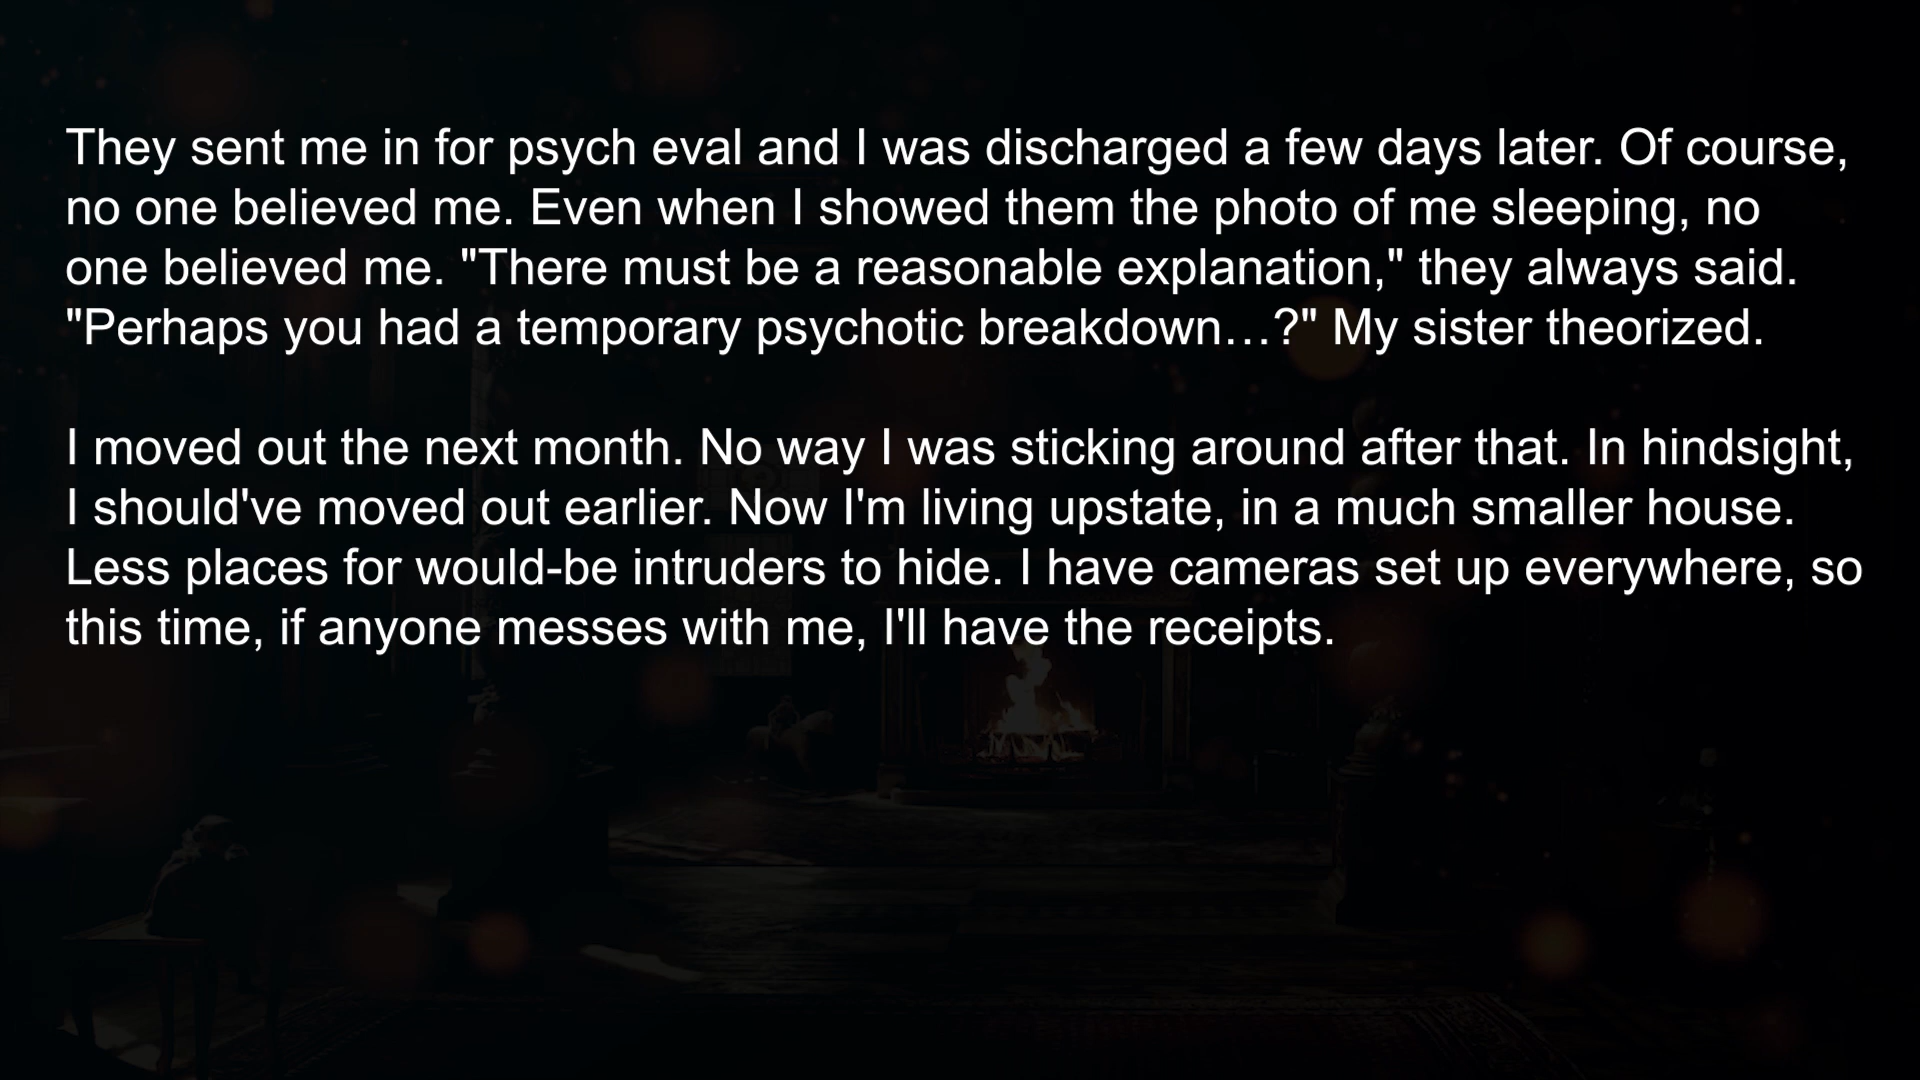 They sent me in for psych eval and I was discharged a few days later. Of course,
no one believed me. Even when I showed them the photo of me sleeping, no
one believed me. "There must be a reasonable explanation," they always said.
"Perhaps you had a temporary psychotic breakdown…?" My sister theorized.
I moved out the next month. No way I was sticking around after that. In hindsight,
I should've moved out earlier. Now I'm living upstate, in a much smaller house.
Less places for would-be intruders to hide. I have cameras set up everywhere, so
this time, if anyone messes with me, I'll have the receipts.